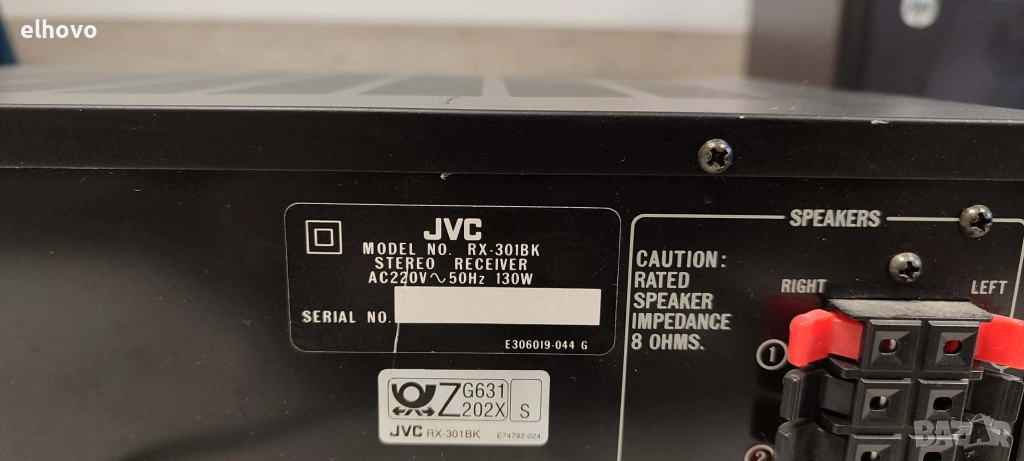 elhovo
JVC
MODEL NO. RX-301BK
STEREO RECEIVER
AC220V ~ 50Hz 130W
SERIAL NO.
E306019-044 G
SPEAKERS
CAUTION:
RATED
SPEAKER
IMPEDANCE
8 OHMS.
RIGHT
LEFT
1
2
Z G631
202X S
JVC RX-301BK E74792-024
BAZAR